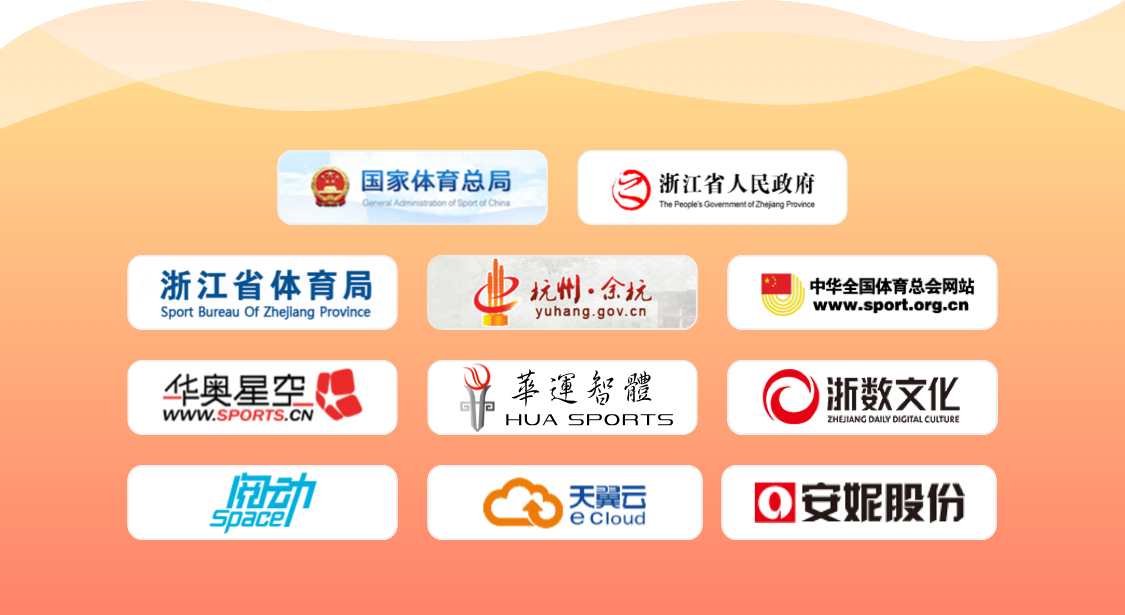 国家体育总局
General Administration of Sport of China
浙江省人民政府
The People's Government of Zhejiang Province
浙江省体育局
Sport Bureau Of Zhejiang Province
杭州·余杭
yuhang.gov.cn
中华全国体育总会网站
www.sport.org.cn
华奥星空
WWW.SPORTS.CN
華運智體
HUA SPORTS
浙数文化
ZHEJIANG DAILY DIGITAL CULTURE
阅动
space
天翼云
e Cloud
安妮股份